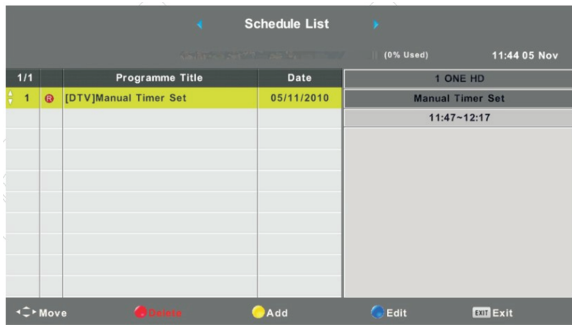 Schedule List
(0% Used) 11:44 05 Nov
1/1 Programme Title Date 1 ONE HD
1 R [DTV]Manual Timer Set 05/11/2010 Manual Timer Set
11:47~12:17
Move Delete Add Edit EXIT Exit